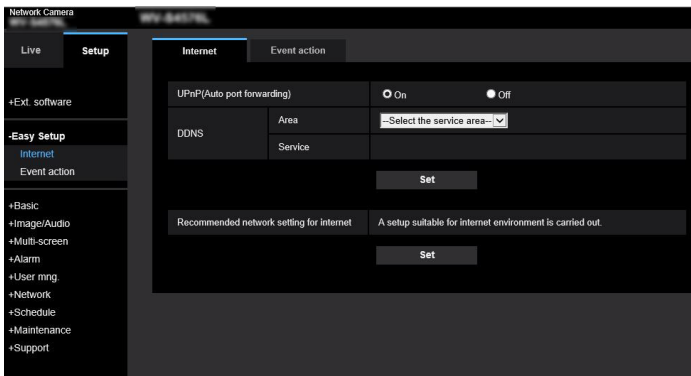 Network Camera
Live
Setup
+Ext. software
-Easy Setup
Internet
Event action
+Basic
+Image/Audio
+Multi-screen
+Alarm
+User mng.
+Network
+Schedule
+Maintenance
+Support
Internet
Event action
UPnP(Auto port forwarding)
On
Off
DDNS
Area
--Select the service area--
Service
Set
Recommended network setting for internet
A setup suitable for internet environment is carried out.
Set